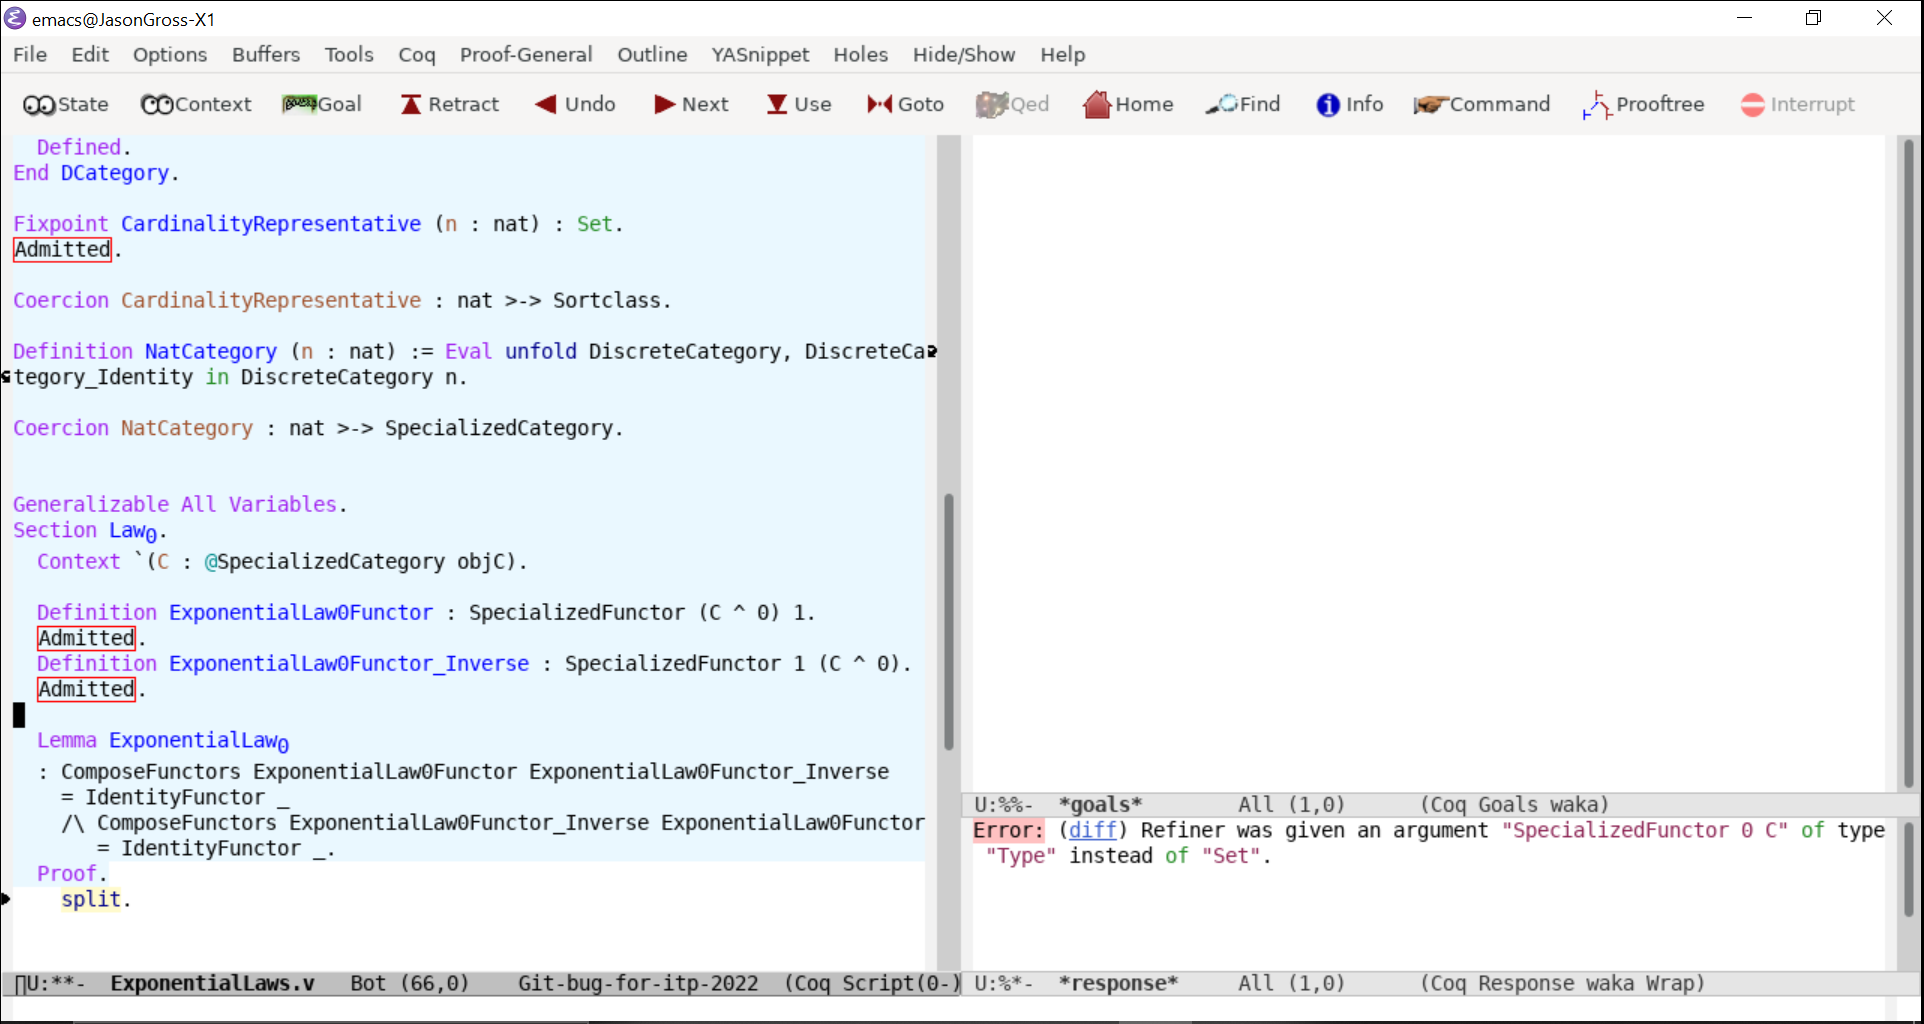 emacs@JasonGross-X1
File Edit Options Buffers Tools Coq Proof-General Outline YASnippet Holes Hide/Show Help
State Context Goal Retract Undo Next Use Goto Qed Home Find Info Command Prooftree Interrupt
Defined.
End DCategory.
Fixpoint CardinalityRepresentative (n : nat) : Set.
Admitted.
Coercion CardinalityRepresentative : nat >-> Sortclass.
Definition NatCategory (n : nat) := Eval unfold DiscreteCategory, DiscreteCa
tegory_Identity in DiscreteCategory n.
Coercion NatCategory : nat >-> SpecializedCategory.
Generalizable All Variables.
Section Law₀.
Context `(C : @SpecializedCategory objC).
Definition ExponentialLaw0Functor : SpecializedFunctor (C ^ 0) 1.
Admitted.
Definition ExponentialLaw0Functor_Inverse : SpecializedFunctor 1 (C ^ 0).
Admitted.
Lemma ExponentialLaw₀
: ComposeFunctors ExponentialLaw0Functor ExponentialLaw0Functor_Inverse
= IdentityFunctor _
/\ ComposeFunctors ExponentialLaw0Functor_Inverse ExponentialLaw0Functor
= IdentityFunctor _.
Proof.
split.
U:**- ExponentialLaws.v Bot (66,0) Git-bug-for-itp-2022 (Coq Script(0-)
U:%%- *goals* All (1,0) (Coq Goals waka)
Error: (diff) Refiner was given an argument "SpecializedFunctor 0 C" of type
"Type" instead of "Set".
U:%*- *response* All (1,0) (Coq Response waka Wrap)